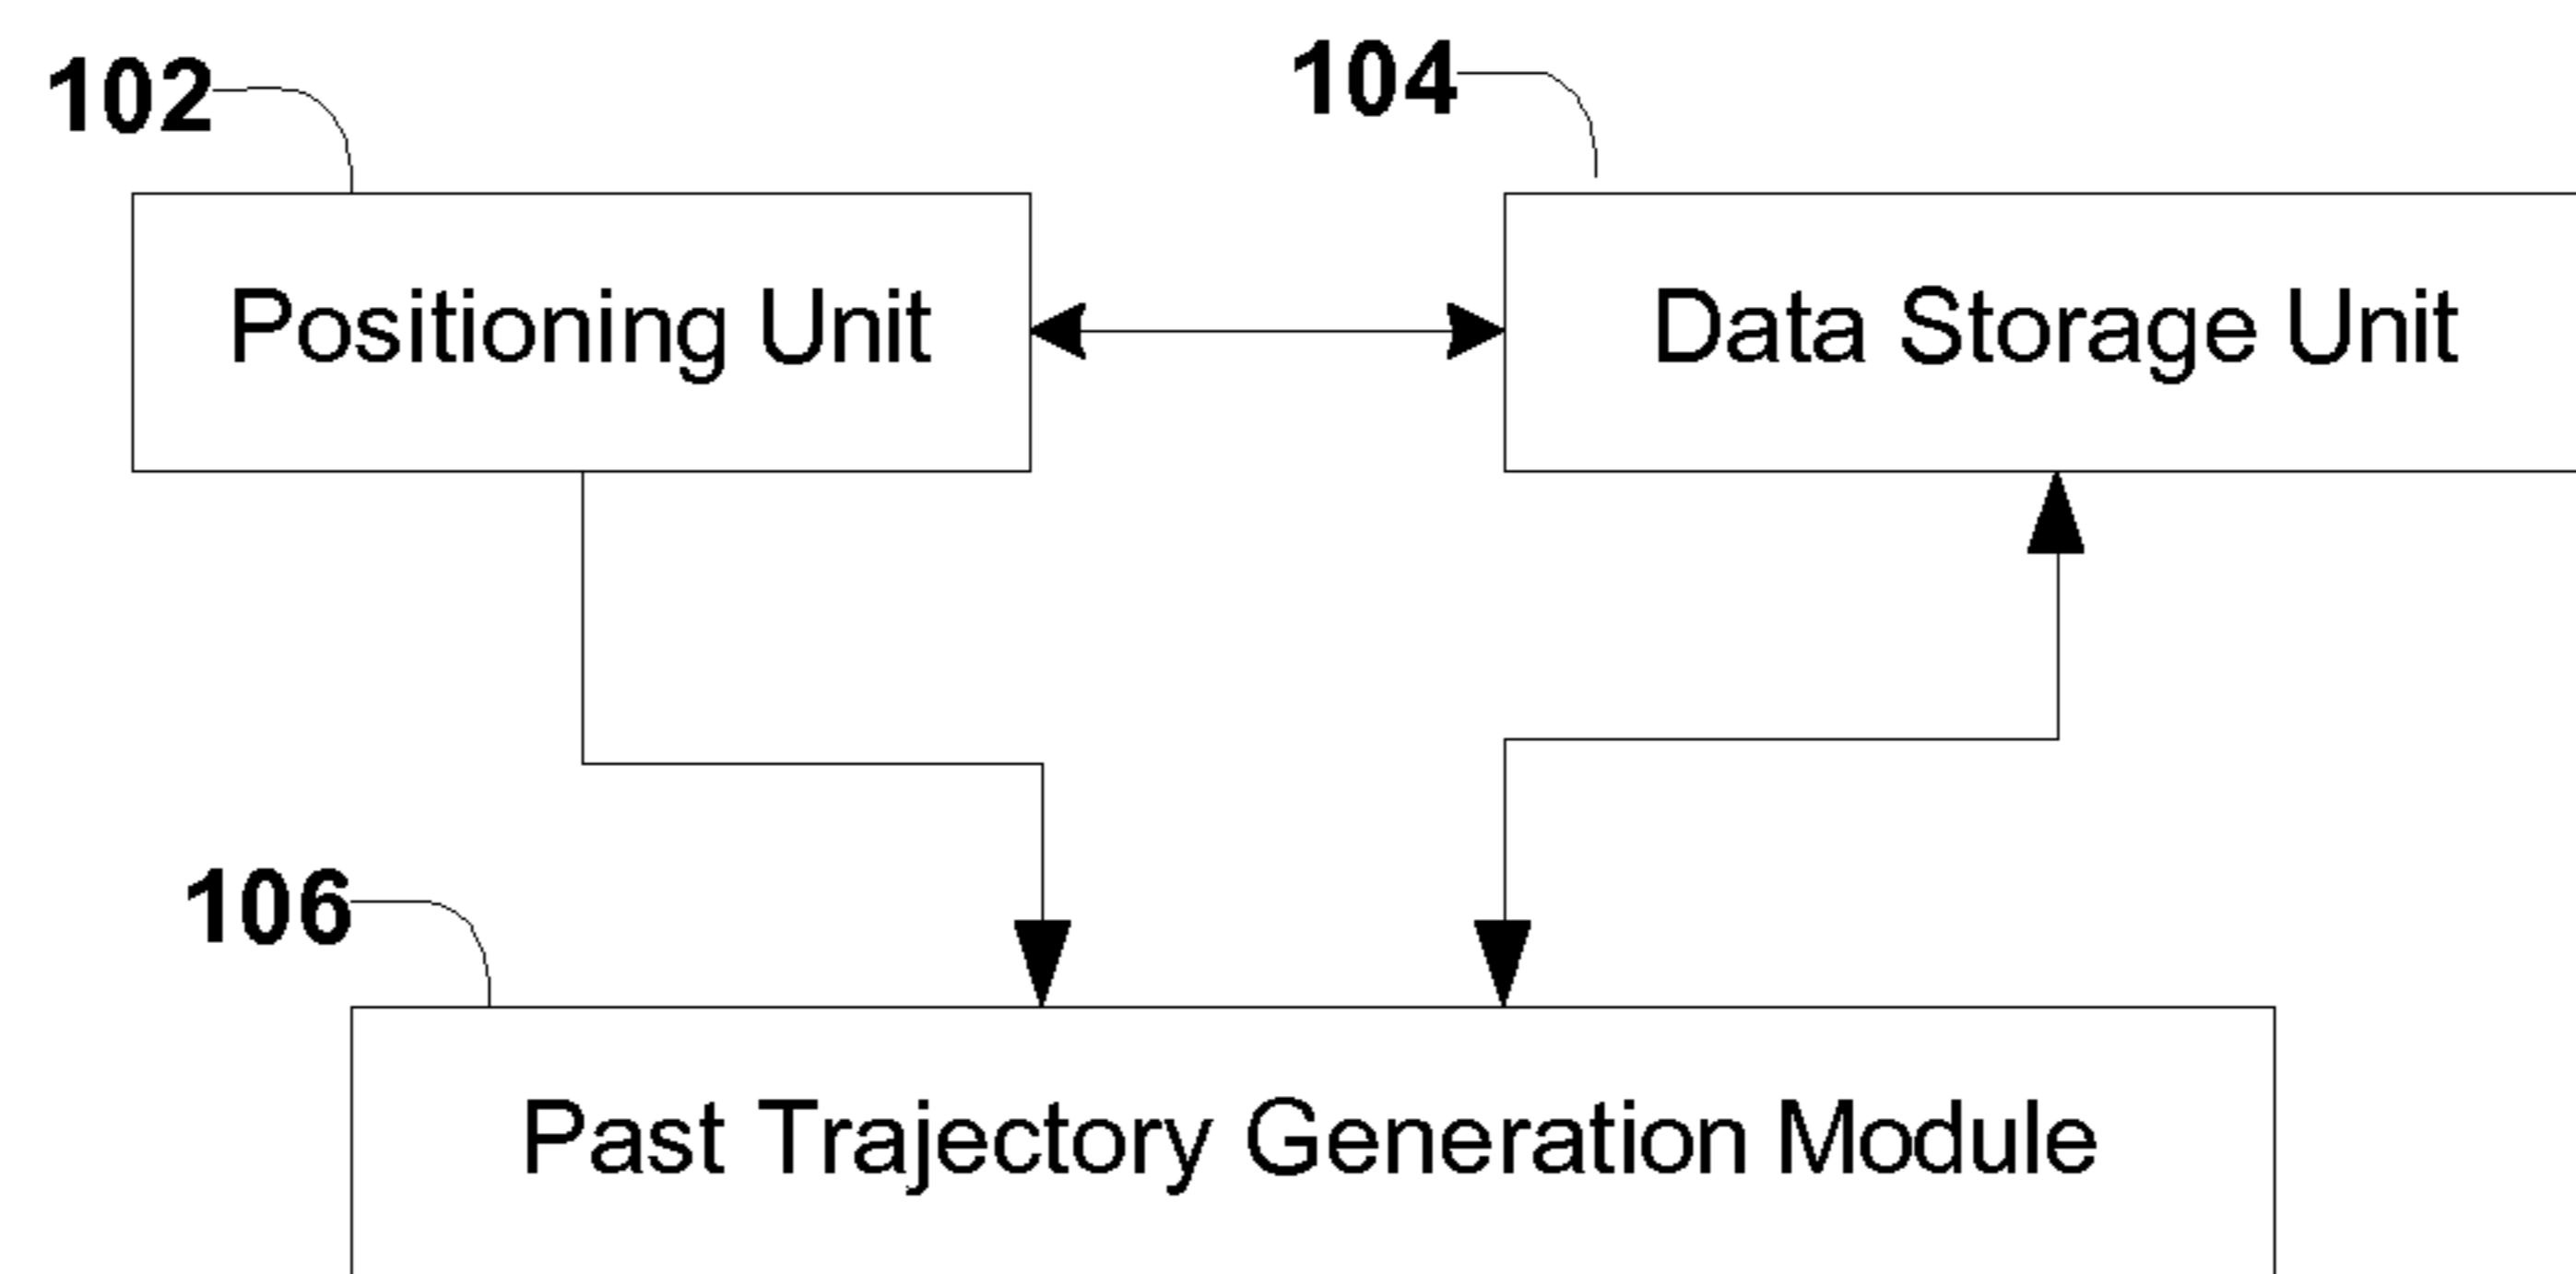 102
104
Positioning Unit
Data Storage Unit
106
Past Trajectory Generation Module